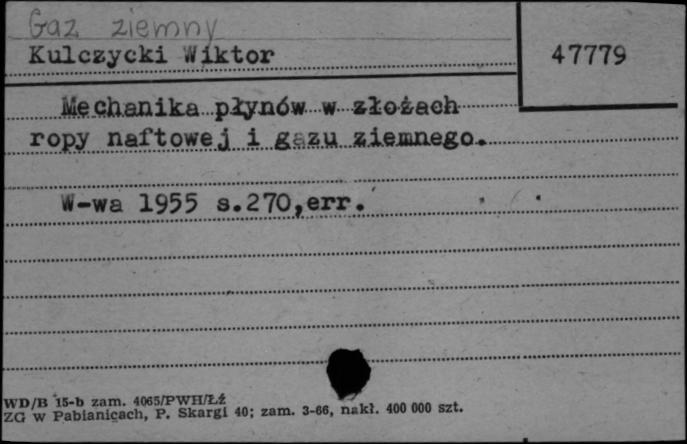 Gaz ziemny
Kulczycki Wiktor
47779
Mechanika płynów w złożach
ropy naftowej i gazu ziemnego.
W-wa 1955 s.270,err.
WD/B 15-b zam. 4065/PWH/Łź
ZG w Pabianicach, P. Skargi 40; zam. 3-66, nakł. 400 000 szt.